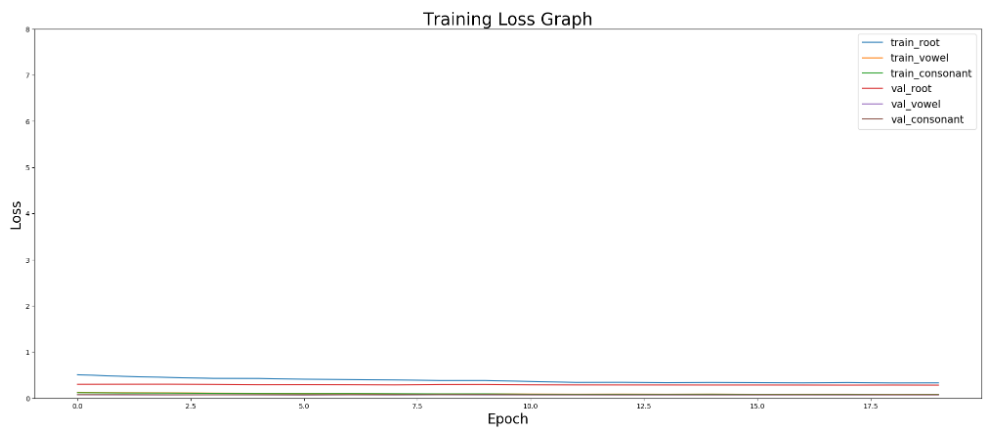 Training Loss Graph
8
7
6
5
4
3
2
1
0
Loss
train_root
train_vowel
train_consonant
val_root
val_vowel
val_consonant
0.0 2.5 5.0 7.5 10.0 12.5 15.0 17.5
Epoch